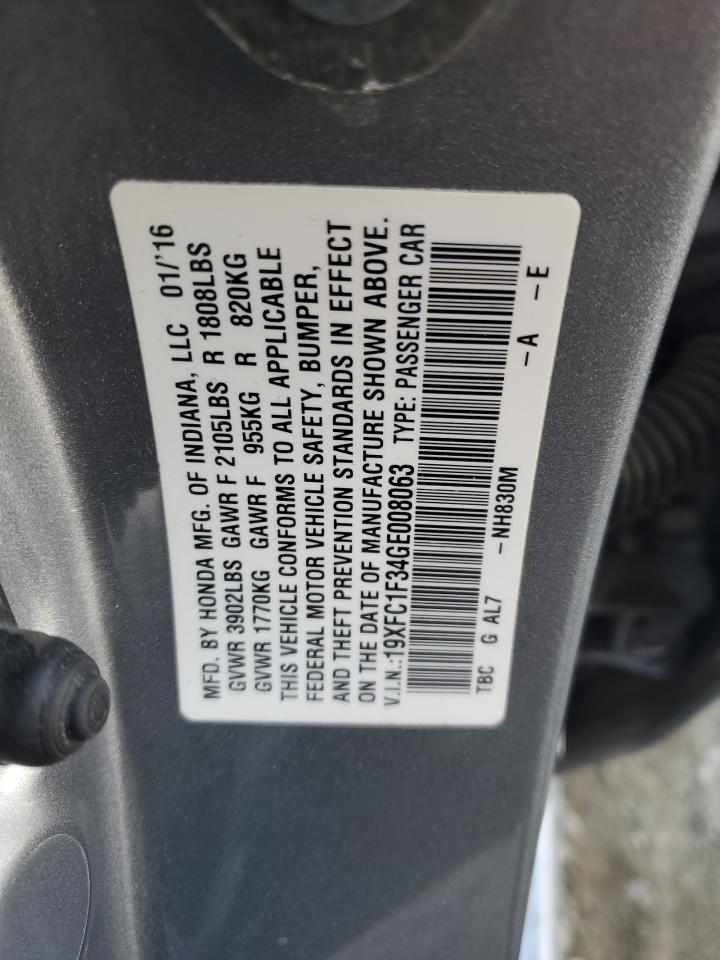 MFD. BY HONDA MFG. OF INDIANA, LLC 01/'16
GVWR 3902LBS GAWR F 2105LBS R 1808LBS
GVWR 1770KG GAWR F 955KG R 820KG
THIS VEHICLE CONFORMS TO ALL APPLICABLE
FEDERAL MOTOR VEHICLE SAFETY, BUMPER,
AND THEFT PREVENTION STANDARDS IN EFFECT
ON THE DATE OF MANUFACTURE SHOWN ABOVE.
V.I.N.:19XFC1F34GE008063 TYPE: PASSENGER CAR
TBC G AL7 -NH830M -A -E